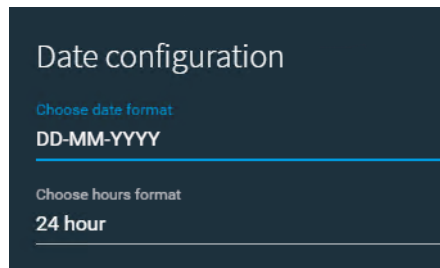 Date configuration
Choose date format
DD-MM-YYYY
Choose hours format
24 hour